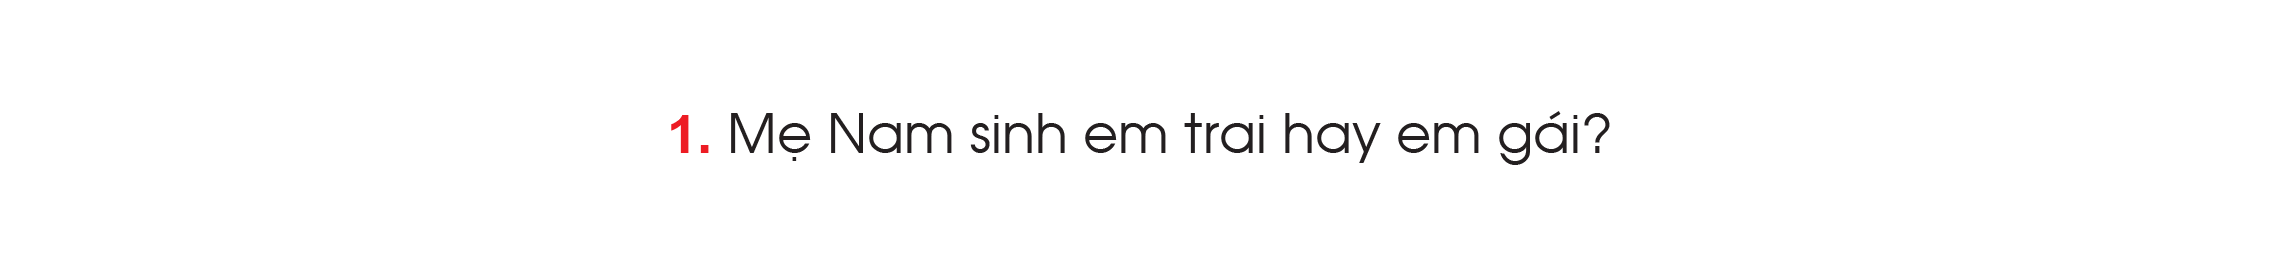 1. Mẹ Nam sinh em trai hay em gái?